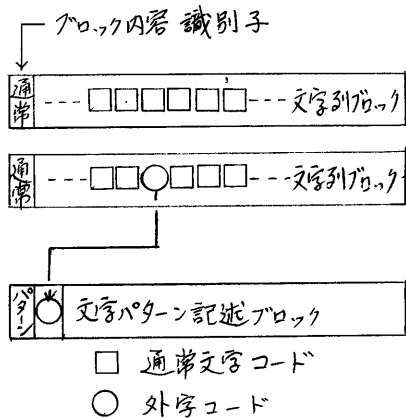 ブロック内容 識別子
通常 --- □□□□□□ --- 文字列ブロック
通常 --- □□○□□□ --- 文字列ブロック
パターン ○ 文字パターン記述ブロック
□ 通常文字コード
○ 外字コード